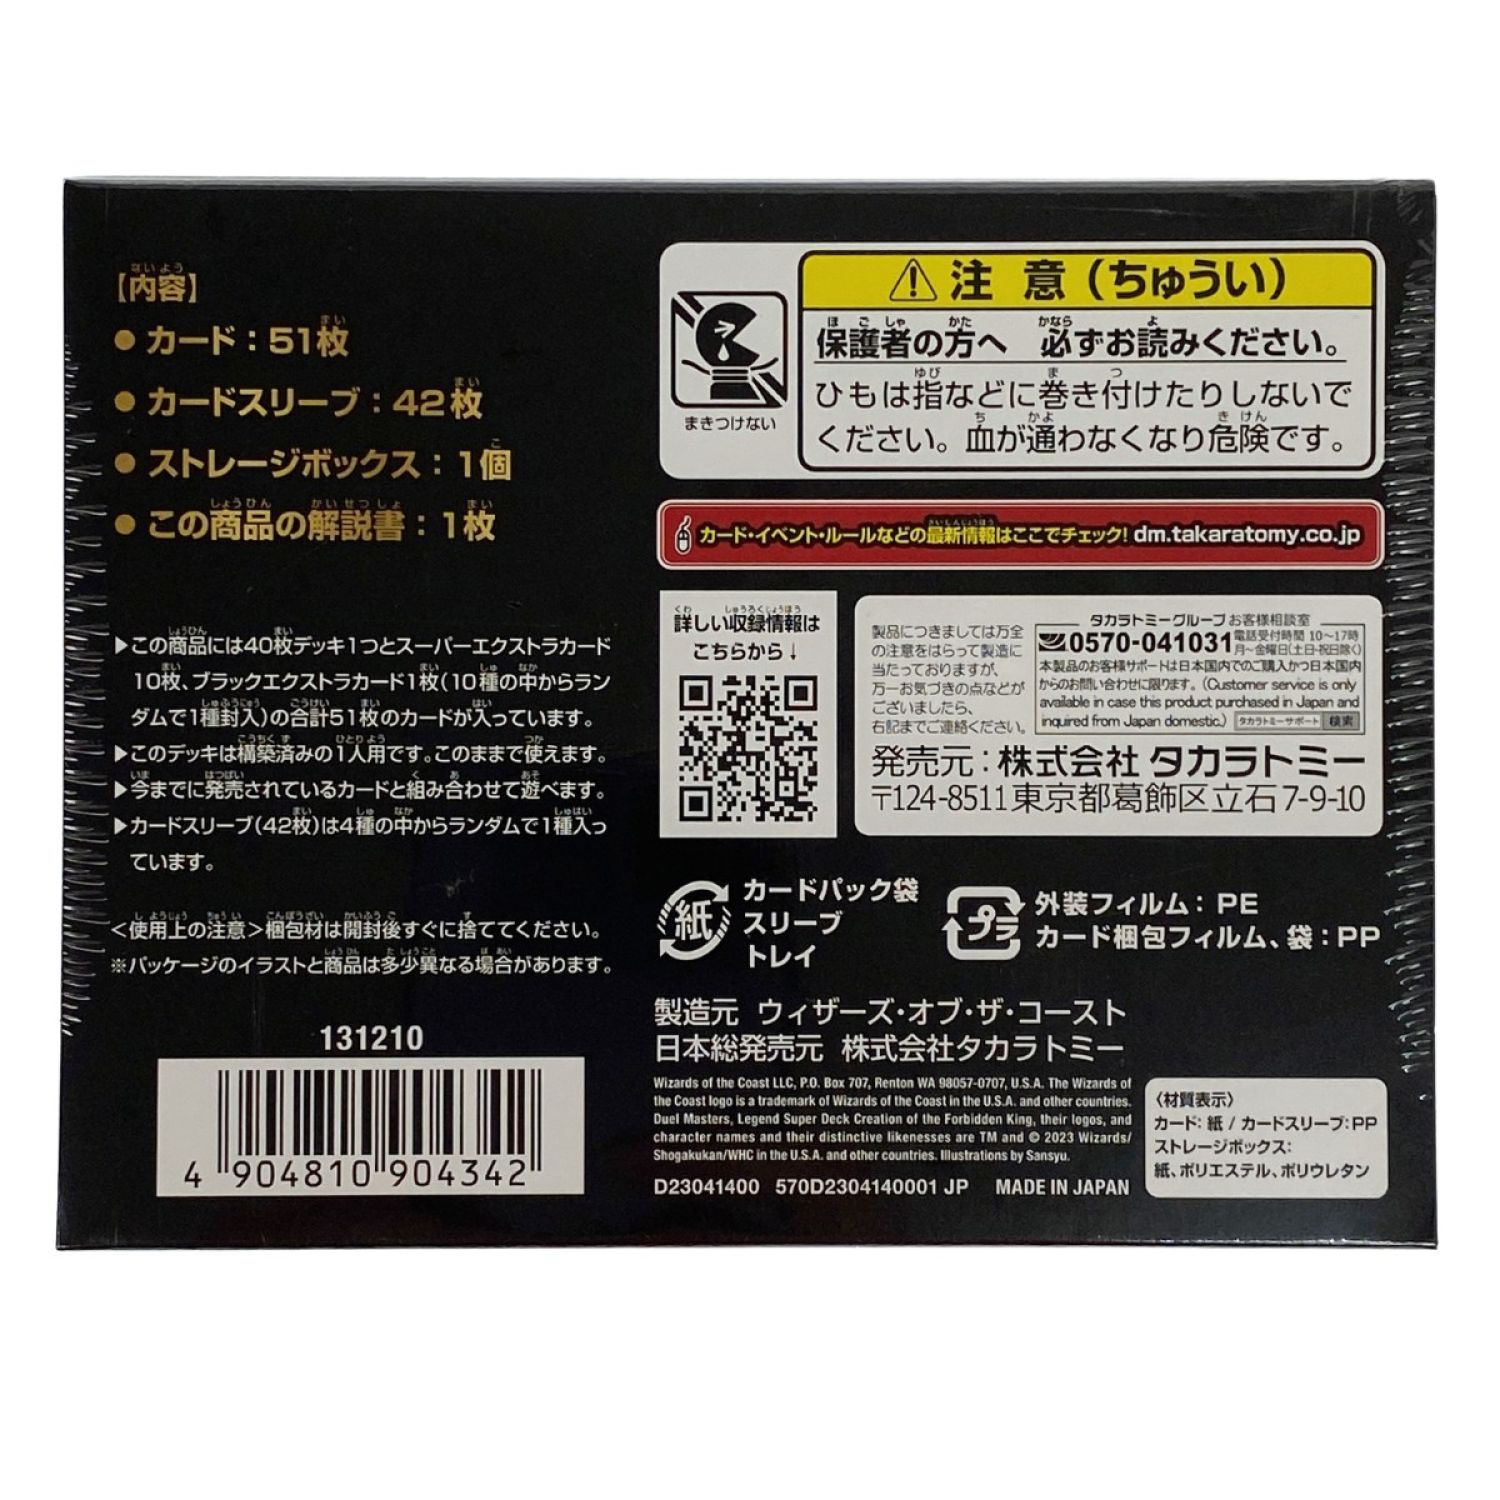 【内容】
● カード：51枚
● カードスリーブ：42枚
● ストレージボックス：1個
● この商品の解説書：1枚
▶この商品には40枚デッキ1つとスーパーエクストラカード
10枚、ブラックエクストラカード1枚（10種の中からラン
ダムで1種封入）の合計51枚のカードが入っています。
▶このデッキは構築済みの1人用です。このままで使えます。
▶今までに発売されているカードと組み合わせて遊べます。
▶カードスリーブ（42枚）は4種の中からランダムで1種入っ
ています。
＜使用上の注意＞梱包材は開封後すぐに捨ててください。
※パッケージのイラストと商品は多少異なる場合があります。
131210
4 904810 904342
まきつけない
⚠注 意（ちゅうい）
保護者の方へ 必ずお読みください。
ひもは指などに巻き付けたりしないで
ください。血が通わなくなり危険です。
カード・イベント・ルールなどの最新情報はここでチェック! dm.takaratomy.co.jp
詳しい収録情報は
こちらから↓
製品につきましては万全
の注意をはらって製造に
当たっておりますが、
万一お気づきの点などが
ございましたら、
右記までご連絡ください。
タカラトミーグループお客様相談室
0570-041031 電話受付時間 10〜17時
月〜金曜日(土日・祝日除く)
本製品のお客様サポートは日本国内でのご購入かつ日本国内
からのお問い合わせに限ります。(Customer service is only
available in case this product purchased in Japan and
inquired from Japan domestic.) タカラトミーサポート 検索
発売元：株式会社 タカラトミー
〒124-8511東京都葛飾区立石7-9-10
紙 カードパック袋
スリーブ
トレイ
プラ 外装フィルム：PE
カード梱包フィルム、袋：PP
製造元 ウィザーズ・オブ・ザ・コースト
日本総発売元 株式会社タカラトミー
Wizards of the Coast LLC, P.O. Box 707, Renton WA 98057-0707, U.S.A. The Wizards of
the Coast logo is a trademark of Wizards of the Coast in the U.S.A. and other countries.
Duel Masters, Legend Super Deck Creation of the Forbidden King, their logos, and
character names and their distinctive likenesses are TM and © 2023 Wizards/
Shogakukan/WHC in the U.S.A. and other countries. Illustrations by Sansyu.
D23041400 570D2304140001 JP MADE IN JAPAN
〈材質表示〉
カード：紙 / カードスリーブ：PP
ストレージボックス：
紙、ポリエステル、ポリウレタン